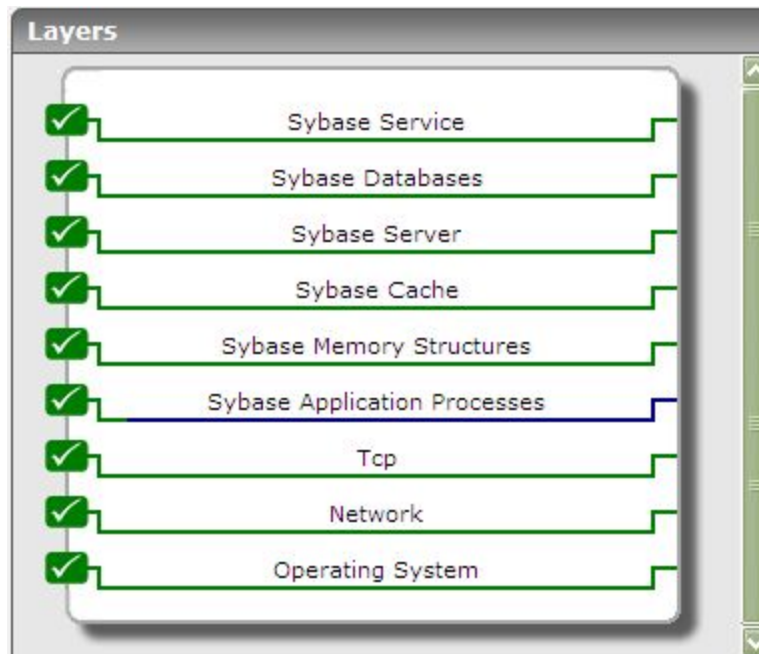 Layers
Sybase Service
Sybase Databases
Sybase Server
Sybase Cache
Sybase Memory Structures
Sybase Application Processes
Tcp
Network
Operating System